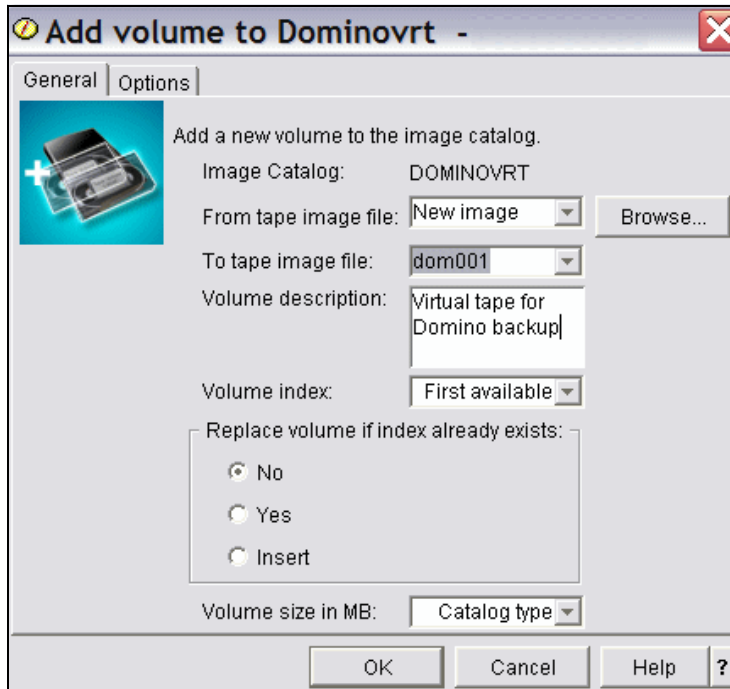 Add volume to Dominovrt -
General Options
Add a new volume to the image catalog.
Image Catalog: DOMINOVRT
From tape image file: New image Browse...
To tape image file: dom001
Volume description: Virtual tape for
Domino backup
Volume index: First available
Replace volume if index already exists:
No
Yes
Insert
Volume size in MB: Catalog type
OK Cancel Help ?